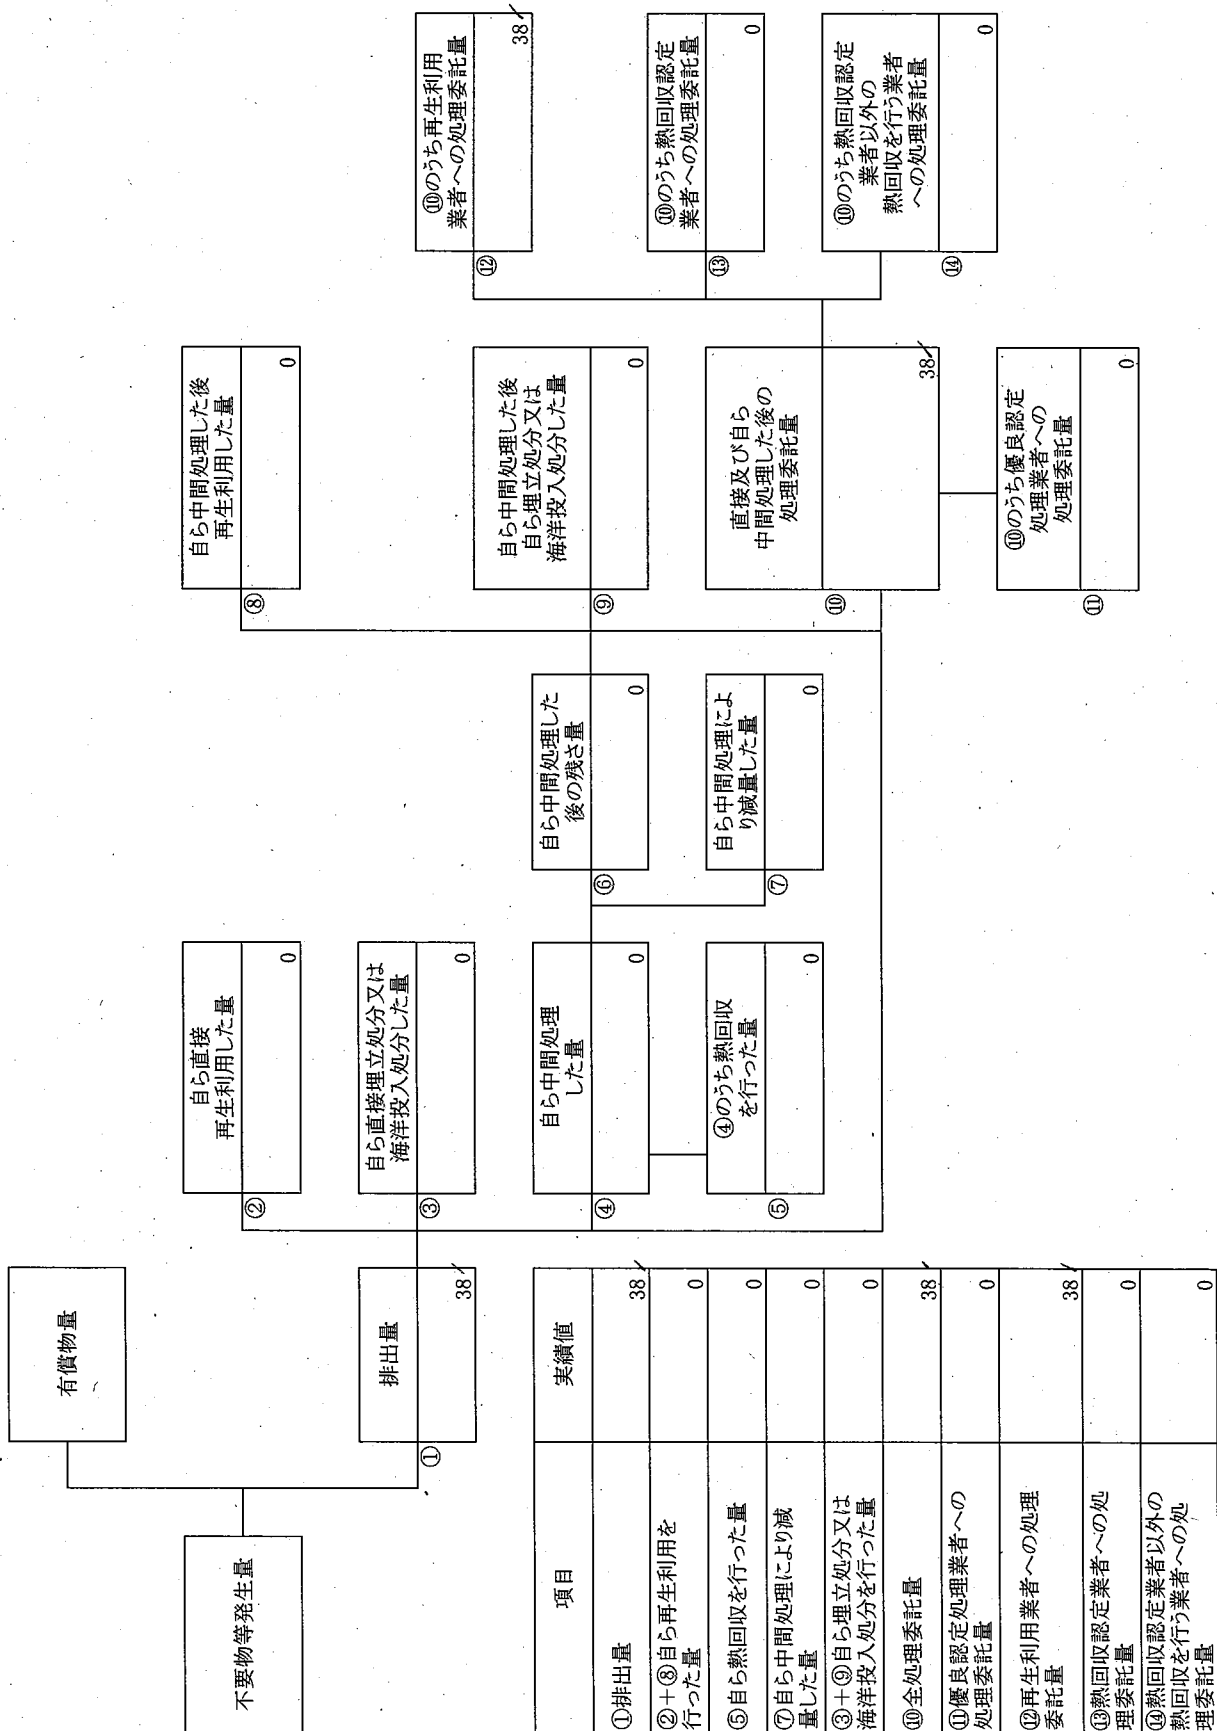 不要物等発生量
有償物量
①
排出量
38
②
自ら直接
再生利用した量
0
③
自ら直接埋立処分又は
海洋投入処分した量
0
④
自ら中間処理
した量
0
⑤
④のうち熱回収
を行った量
0
⑥
自ら中間処理した
後の残さ量
0
⑦
自ら中間処理によ
り減量した量
0
⑧
自ら中間処理した後
再生利用した量
0
⑨
自ら中間処理した後
自ら埋立処分又は
海洋投入処分した量
0
⑩
直接及び自ら
中間処理した後の
処理委託量
38
⑪
⑩のうち優良認定
処理業者への
処理委託量
0
⑫
⑩のうち再生利用
業者への処理委託量
38
⑬
⑩のうち熱回収認定
業者への処理委託量
0
⑭
⑩のうち熱回収認定
業者以外の
熱回収を行う業者
への処理委託量
0
項目
実績値
①排出量
38
②+⑧自ら再生利用を
行った量
0
⑤自ら熱回収を行った量
0
⑦自ら中間処理により減
量した量
0
③+⑨自ら埋立処分又は
海洋投入処分を行った量
0
⑩全処理委託量
38
⑪優良認定処理業者への
処理委託量
0
⑫再生利用業者への処理
委託量
38
⑬熱回収認定業者への処
理委託量
0
⑭熱回収認定業者以外の
熱回収を行う業者への処
理委託量
0